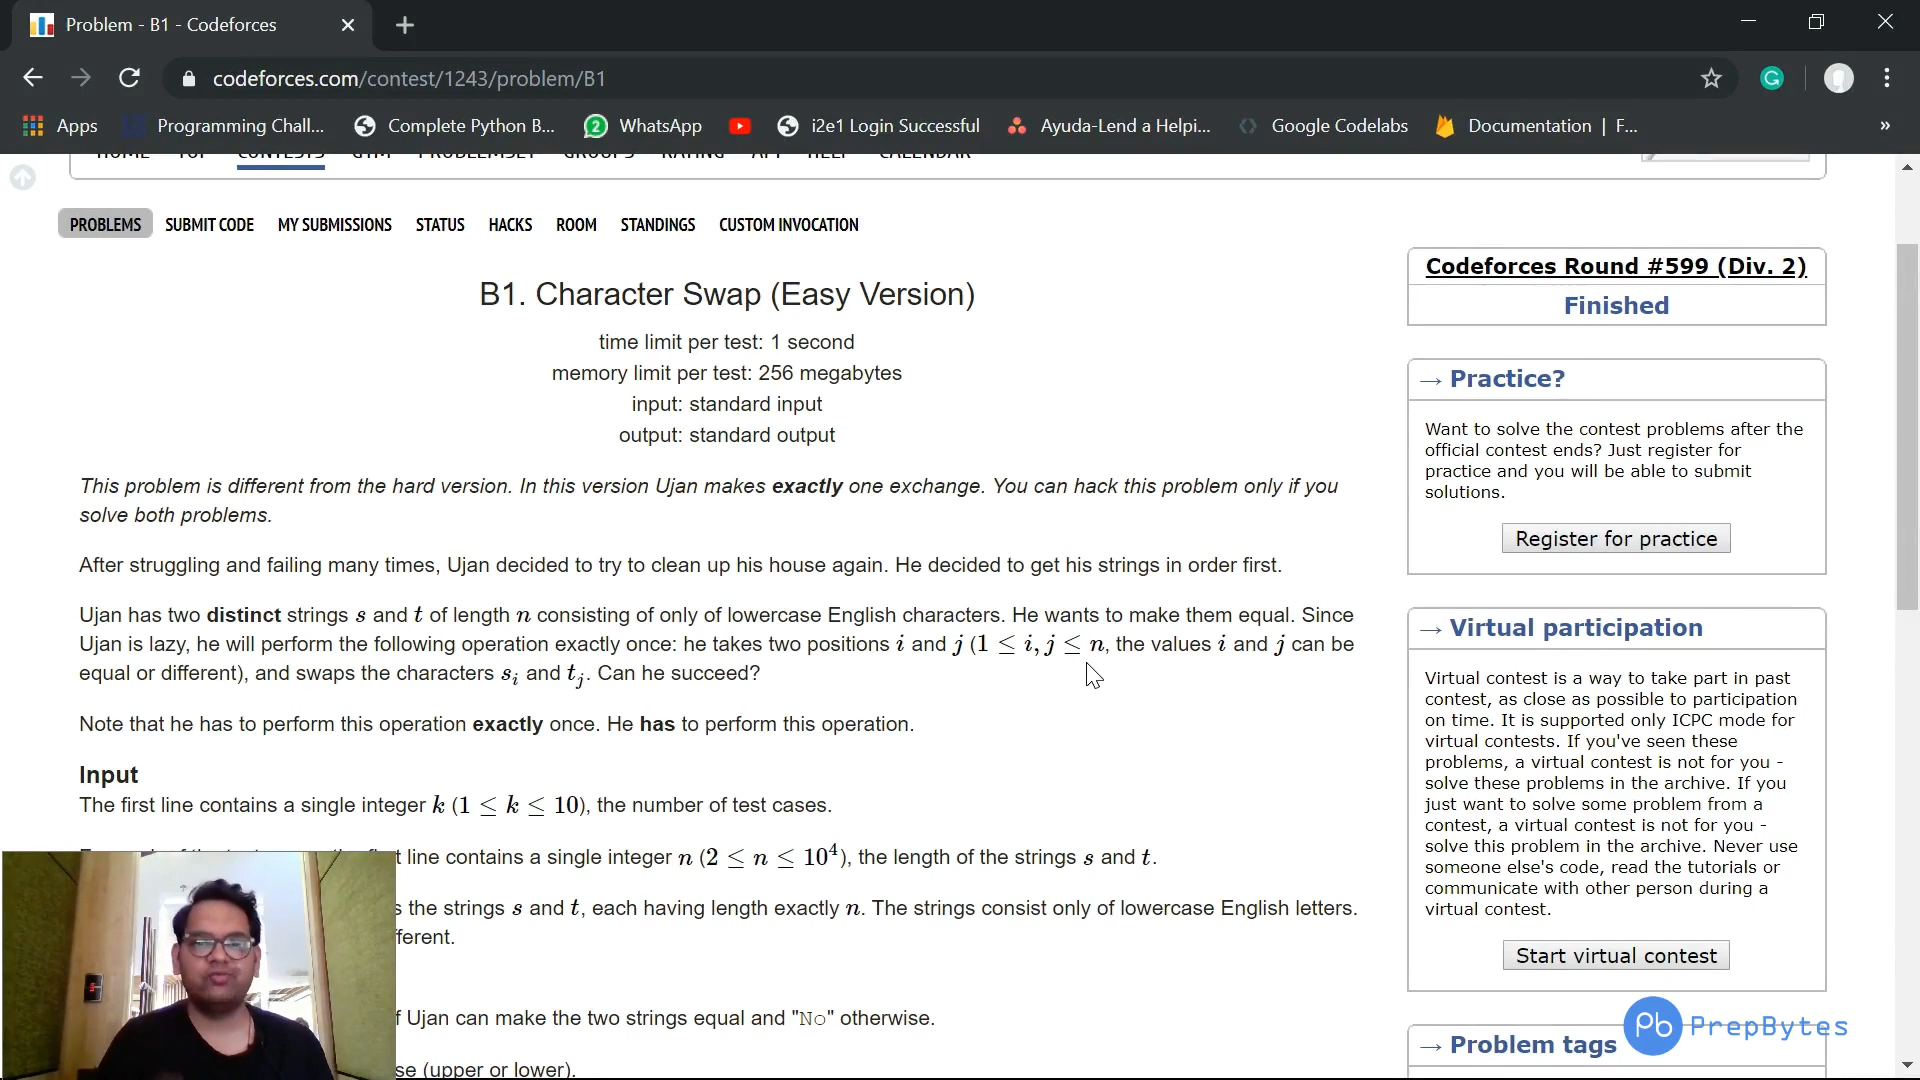 Problem - B1 - Codeforces
codeforces.com/contest/1243/problem/B1
Apps Programming Chall... Complete Python B... WhatsApp i2e1 Login Successful Ayuda-Lend a Helpi... Google Codelabs Documentation | F... »
HOME TOP CONTESTS GYM PROBLEMSET GROUPS RATING API HELP CALENDAR
PROBLEMS SUBMIT CODE MY SUBMISSIONS STATUS HACKS ROOM STANDINGS CUSTOM INVOCATION
B1. Character Swap (Easy Version)
time limit per test: 1 second
memory limit per test: 256 megabytes
input: standard input
output: standard output
This problem is different from the hard version. In this version Ujan makes exactly one exchange. You can hack this problem only if you
solve both problems.
After struggling and failing many times, Ujan decided to try to clean up his house again. He decided to get his strings in order first.
Ujan has two distinct strings s and t of length n consisting of only of lowercase English characters. He wants to make them equal. Since
Ujan is lazy, he will perform the following operation exactly once: he takes two positions i and j (1 ≤ i, j ≤ n, the values i and j can be
equal or different), and swaps the characters s_i and t_j. Can he succeed?
Note that he has to perform this operation exactly once. He has to perform this operation.
Input
The first line contains a single integer k (1 ≤ k ≤ 10), the number of test cases.
t line contains a single integer n (2 ≤ n ≤ 10^4), the length of the strings s and t.
s the strings s and t, each having length exactly n. The strings consist only of lowercase English letters.
ferent.
f Ujan can make the two strings equal and "No" otherwise.
se (upper or lower).
Codeforces Round #599 (Div. 2)
Finished
→ Practice?
Want to solve the contest problems after the
official contest ends? Just register for
practice and you will be able to submit
solutions.
Register for practice
→ Virtual participation
Virtual contest is a way to take part in past
contest, as close as possible to participation
on time. It is supported only ICPC mode for
virtual contests. If you've seen these
problems, a virtual contest is not for you -
solve these problems in the archive. If you
just want to solve some problem from a
contest, a virtual contest is not for you -
solve this problem in the archive. Never use
someone else's code, read the tutorials or
communicate with other person during a
virtual contest.
Start virtual contest
→ Problem tags
Pb PrepBytes